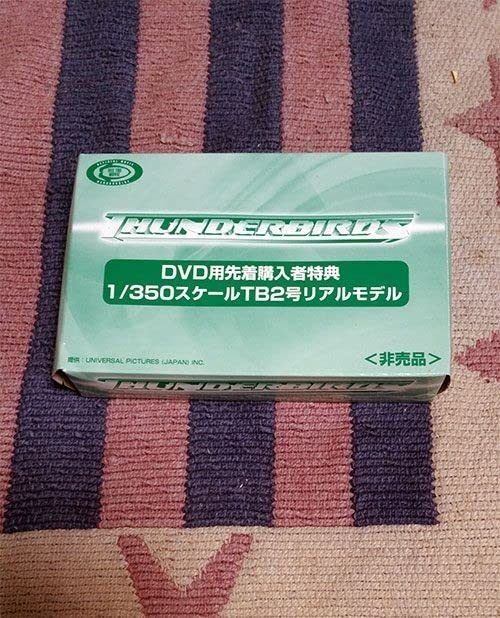 THUNDERBIRDS
DVD用先着購入者特典
1/350スケールTB2号リアルモデル
提供：UNIVERSAL PICTURES (JAPAN) INC.
＜非売品＞
THUNDERBIRDS